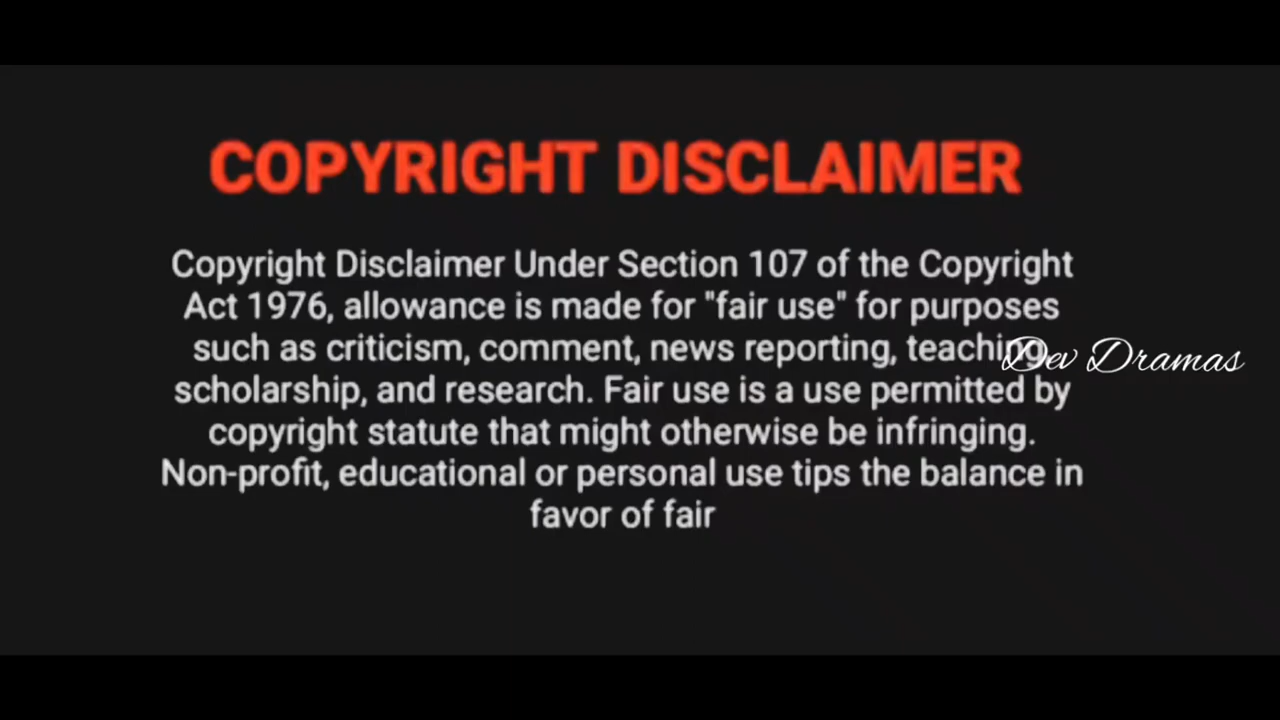 COPYRIGHT DISCLAIMER
Copyright Disclaimer Under Section 107 of the Copyright
Act 1976, allowance is made for "fair use" for purposes
such as criticism, comment, news reporting, teaching,
scholarship, and research. Fair use is a use permitted by
copyright statute that might otherwise be infringing.
Non-profit, educational or personal use tips the balance in
favor of fair
Dev Dramas